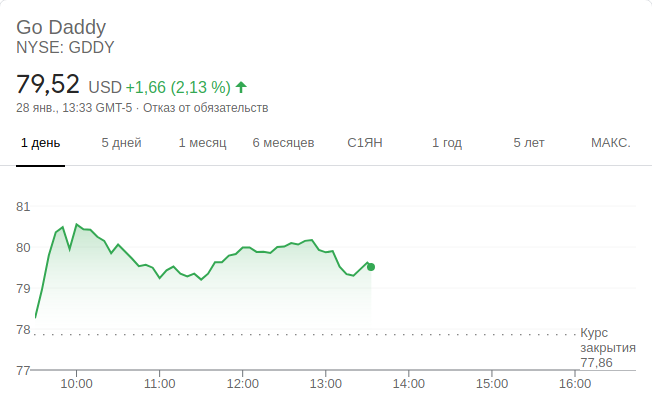 Go Daddy
NYSE: GDDY
79,52 USD +1,66 (2,13 %)
28 янв., 13:33 GMT-5 · Отказ от обязательств
1 день 5 дней 1 месяц 6 месяцев С1ЯН 1 год 5 лет МАКС.
81
80
79
78
Курс
закрытия
77,86
77
10:00 11:00 12:00 13:00 14:00 15:00 16:00